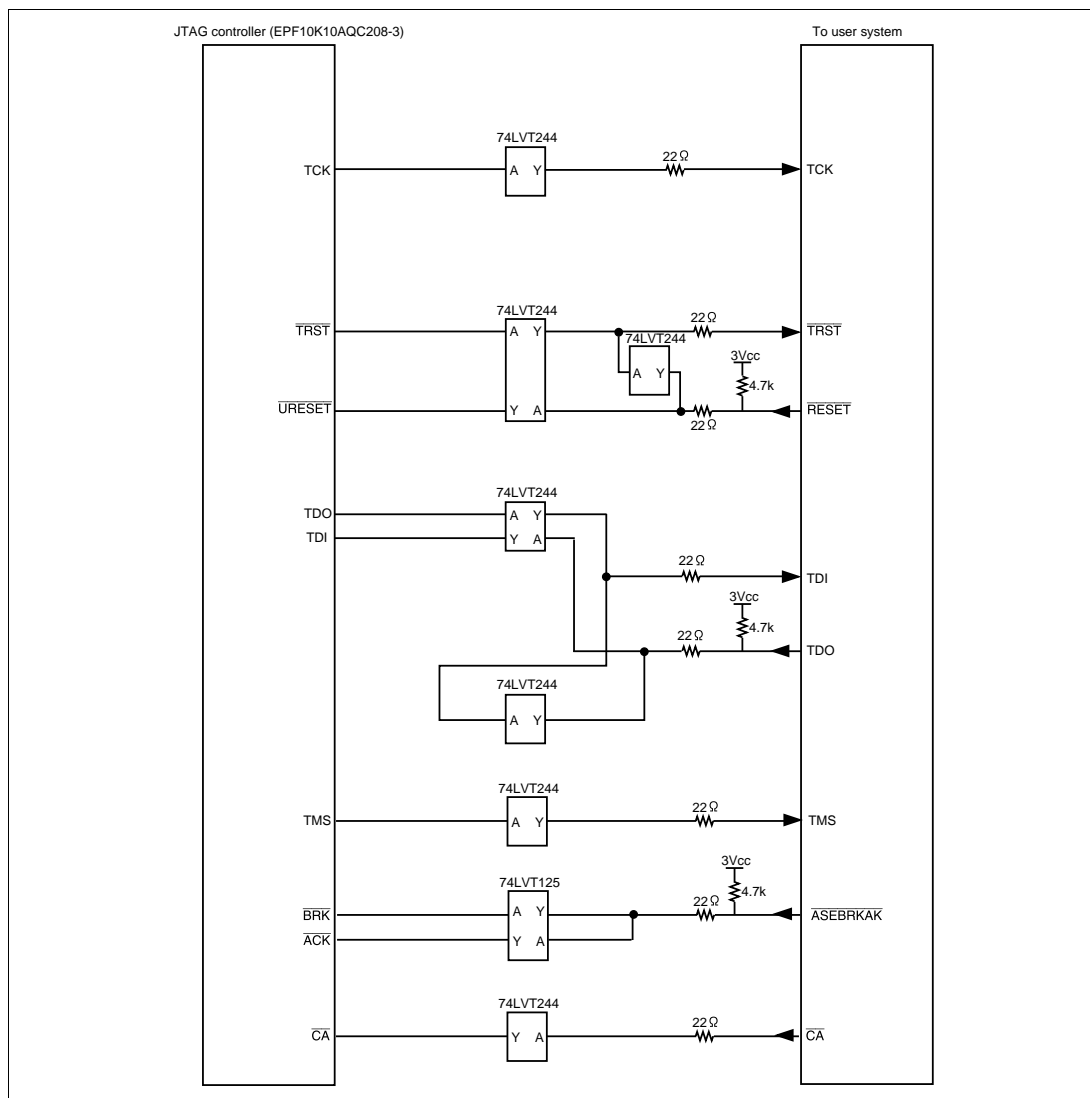 JTAG controller (EPF10K10AQC208-3) To user system
74LVT244
22Ω
TCK A Y TCK
74LVT244
22Ω
TRST A Y TRST
74LVT244
3Vcc
A Y 4.7k
URESET Y A RESET
22Ω
74LVT244
TDO A Y
TDI Y A
22Ω
TDI
3Vcc
4.7k
22Ω
TDO
74LVT244
A Y
74LVT244
22Ω
TMS A Y TMS
3Vcc
74LVT125
4.7k
22Ω
BRK A Y ASEBRKAK
ACK Y A
74LVT244
22Ω
CA Y A CA